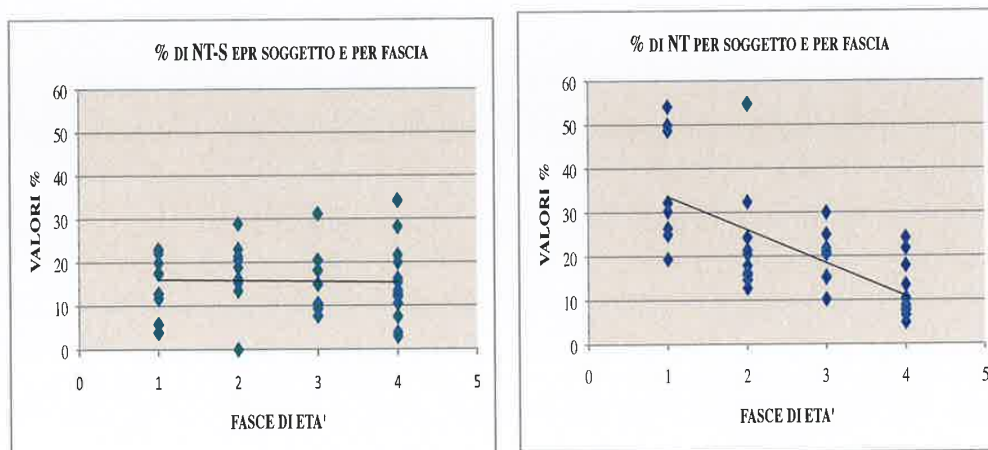 % DI NT-S EPR SOGGETTO E PER FASCIA
60
50
40
30
20
10
0
VALORI %
0 1 2 3 4 5
FASCE DI ETA'
% DI NT PER SOGGETTO E PER FASCIA
60
50
40
30
20
10
0
VALORI %
0 1 2 3 4 5
FASCE DI ETA'